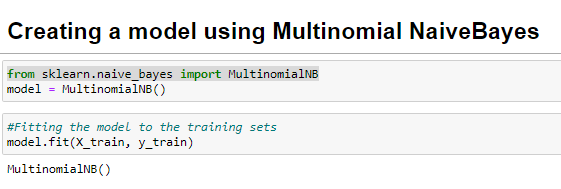 Creating a model using Multinomial NaiveBayes
from sklearn.naive_bayes import MultinomialNB
model = MultinomialNB()
#Fitting the model to the training sets
model.fit(X_train, y_train)
MultinomialNB()